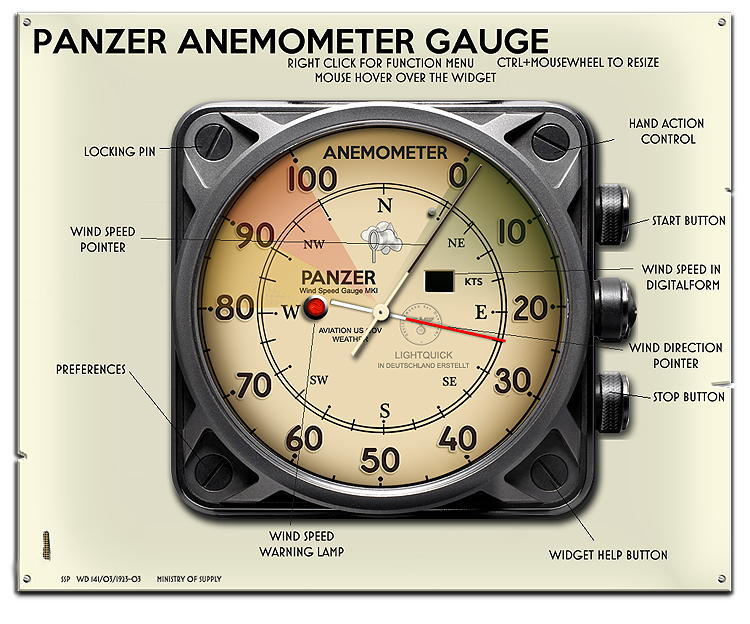 PANZER ANEMOMETER GAUGE
RIGHT CLICK FOR FUNCTION MENU
CTRL+MOUSEWHEEL TO RESIZE
MOUSE HOVER OVER THE WIDGET
LOCKING PIN
HAND ACTION
CONTROL
ANEMOMETER
100
0
N
WIND SPEED
POINTER
90
NW
NE
10
START BUTTON
PANZER
Wind Speed Gauge MKI
KTS
WIND SPEED IN
DIGITALFORM
80
W
E
20
AVIATION US GOV
WEATHER
LIGHTQUICK
IN DEUTSCHLAND ERSTELLT
WIND DIRECTION
POINTER
PREFERENCES
70
SW
SE
30
STOP BUTTON
S
60
50
40
WIND SPEED
WARNING LAMP
WIDGET HELP BUTTON
SSP WD 141/03/1923-03 MINISTRY OF SUPPLY